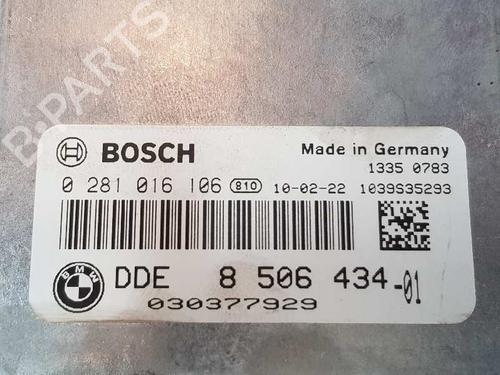 B-PARTS
BOSCH
Made in Germany
1335 0783
0 281 016 106 810 10-02-22 1039S35293
BMW
DDE 8 506 434-01
030377929